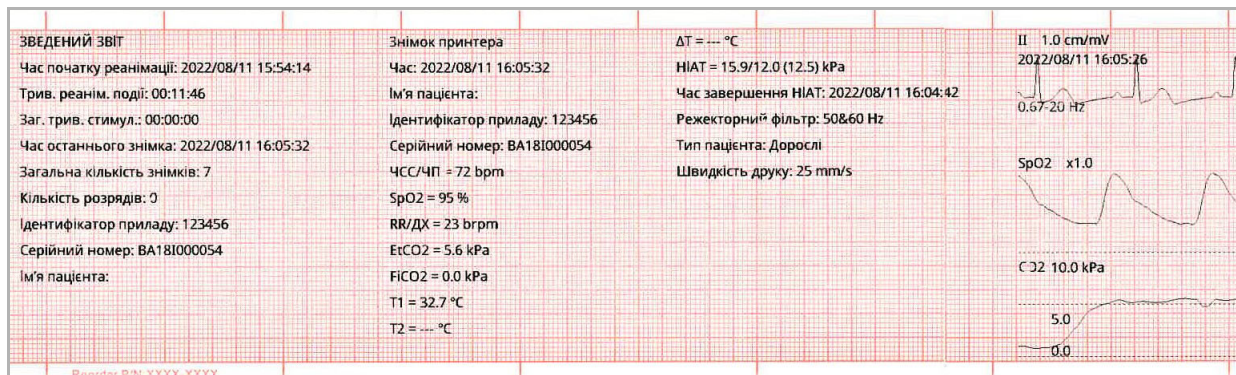 ЗВЕДЕНИЙ ЗВІТ
Час початку реанімації: 2022/08/11 15:54:14
Трив. реанім. події: 00:11:46
Заг. трив. стимул.: 00:00:00
Час останнього знімка: 2022/08/11 16:05:32
Загальна кількість знімків: 7
Кількість розрядів: 0
Ідентифікатор приладу: 123456
Серійний номер: BA18I000054
Ім'я пацієнта:
Знімок принтера
Час: 2022/08/11 16:05:32
Ім'я пацієнта:
Ідентифікатор приладу: 123456
Серійний номер: BA18I000054
ЧСС/ЧП = 72 bpm
SpO2 = 95 %
RR/ДХ = 23 brpm
EtCO2 = 5.6 kPa
FiCO2 = 0.0 kPa
T1 = 32.7 °C
T2 = --- °C
ΔT = --- °C
НІАТ = 15.9/12.0 (12.5) kPa
Час завершення НІАТ: 2022/08/11 16:04:42
Режекторний фільтр: 50&60 Hz
Тип пацієнта: Дорослі
Швидкість друку: 25 mm/s
II 1.0 cm/mV
2022/08/11 16:05:26
0.67-20 Hz
SpO2 x1.0
CO2 10.0 kPa
5.0
0.0
Reorder P/N XXXX-XXXX